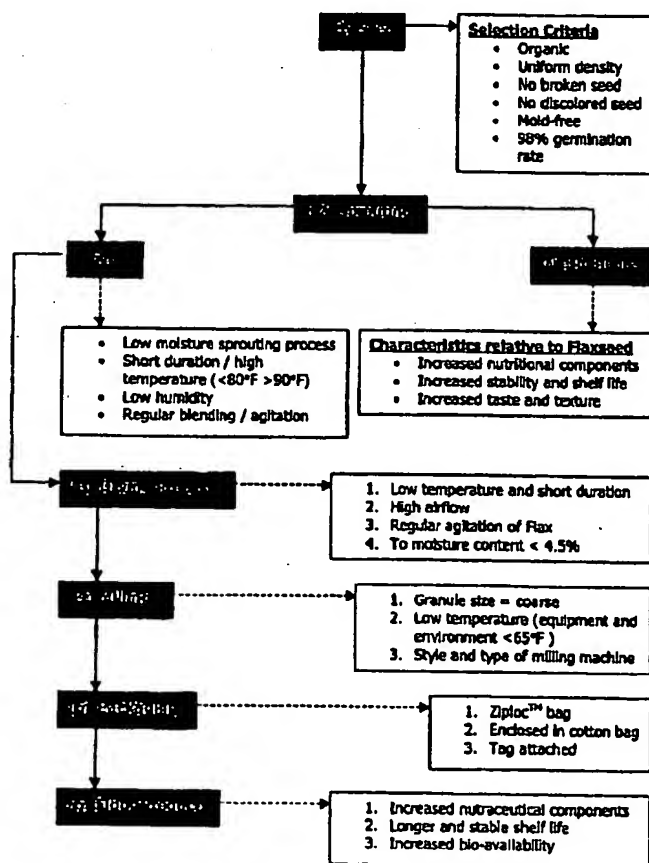 Selection Criteria
• Organic
• Uniform density
• No broken seed
• No discolored seed
• Mold-free
• 98% germination
rate
• Low moisture sprouting process
• Short duration / high
temperature (<80°F >90°F)
• Low humidity
• Regular blending / agitation
Characteristics relative to Flaxseed
• Increased nutritional components
• Increased stability and shelf life
• Increased taste and texture
1. Low temperature and short duration
2. High airflow
3. Regular agitation of Flax
4. To moisture content < 4.5%
1. Granule size = coarse
2. Low temperature (equipment and
environment <65°F )
3. Style and type of milling machine
1. Ziploc™ bag
2. Enclosed in cotton bag
3. Tag attached
1. Increased nutraceutical components
2. Longer and stable shelf life
3. Increased bio-availability